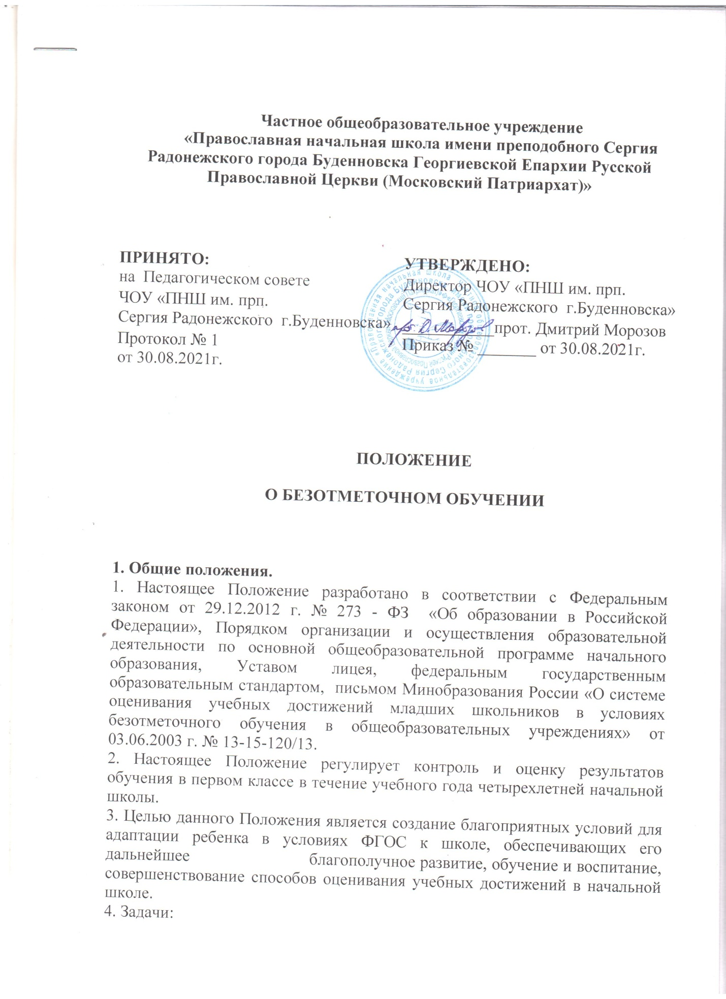 Частное общеобразовательное учреждение
«Православная начальная школа имени преподобного Сергия
Радонежского города Буденновска Георгиевской Епархии Русской
Православной Церкви (Московский Патриархат)»
ПРИНЯТО:
на Педагогическом совете
ЧОУ «ПНШ им. прп.
Сергия Радонежского г.Буденновска»
Протокол № 1
от 30.08.2021г.
УТВЕРЖДЕНО:
Директор ЧОУ «ПНШ им. прп.
Сергия Радонежского г.Буденновска»
прот. Д. Морозов прот. Дмитрий Морозов
Приказ № _______ от 30.08.2021г.
ПОЛОЖЕНИЕ
О БЕЗОТМЕТОЧНОМ ОБУЧЕНИИ
1. Общие положения.
1. Настоящее Положение разработано в соответствии с Федеральным
законом от 29.12.2012 г. № 273 - ФЗ «Об образовании в Российской
Федерации», Порядком организации и осуществления образовательной
деятельности по основной общеобразовательной программе начального
образования, Уставом лицея, федеральным государственным
образовательным стандартом, письмом Минобразования России «О системе
оценивания учебных достижений младших школьников в условиях
безотметочного обучения в общеобразовательных учреждениях» от
03.06.2003 г. № 13-15-120/13.
2. Настоящее Положение регулирует контроль и оценку результатов
обучения в первом классе в течение учебного года четырехлетней начальной
школы.
3. Целью данного Положения является создание благоприятных условий для
адаптации ребенка в условиях ФГОС к школе, обеспечивающих его
дальнейшее благополучное развитие, обучение и воспитание,
совершенствование способов оценивания учебных достижений в начальной
школе.
4. Задачи: